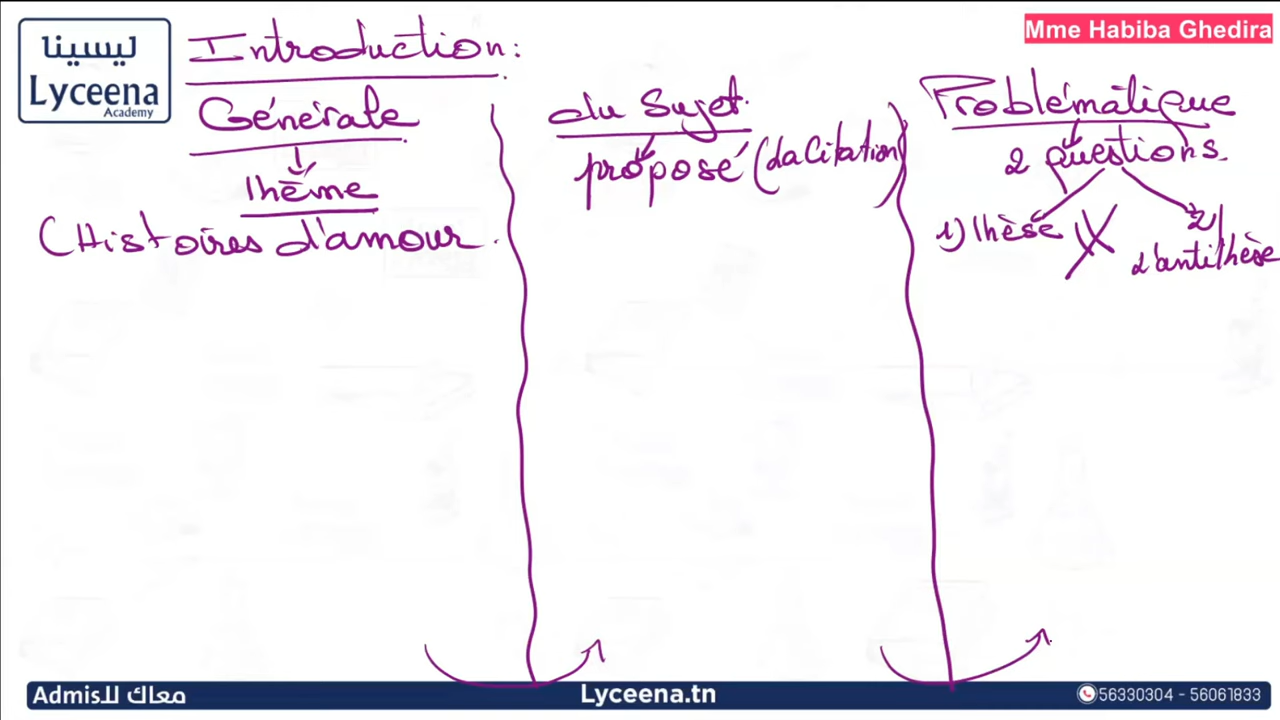 ليسينا
Lyceena
Academy
Mme Habiba Ghedira
Introduction:
Générale
thème
(Histoires d'amour.
du Sujet
proposé (la Citation)
Problématique
2 questions.
1) thèse
2/
l'antithèse
معاك للـAdmis
Lyceena.tn
56330304 - 56061833